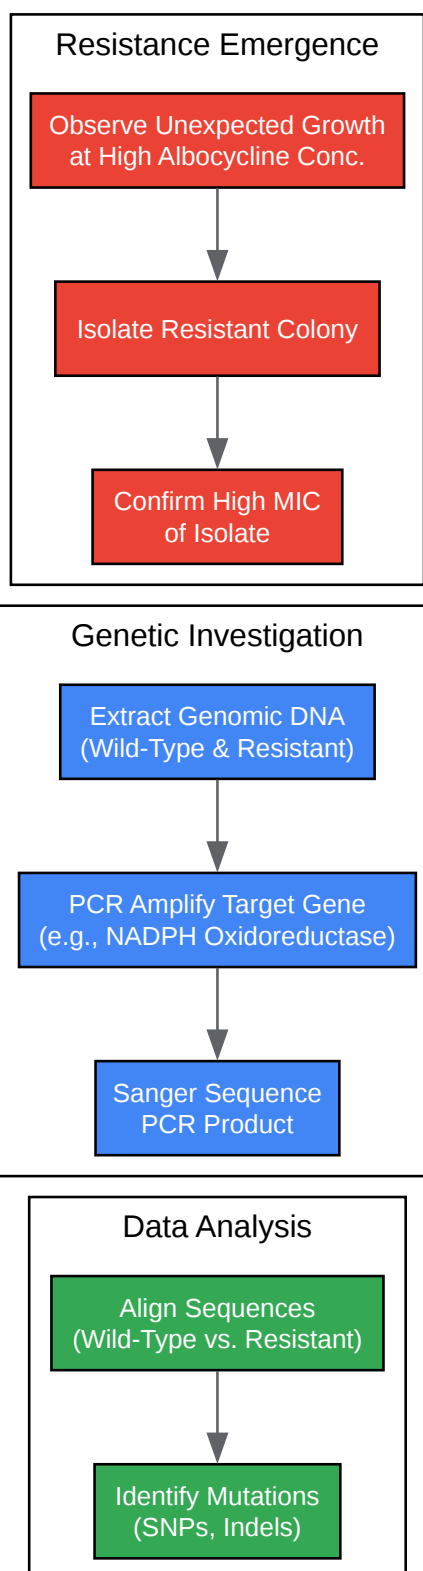 Resistance Emergence
Observe Unexpected Growth
at High Albocycline Conc.
Isolate Resistant Colony
Confirm High MIC
of Isolate
Genetic Investigation
Extract Genomic DNA
(Wild-Type & Resistant)
PCR Amplify Target Gene
(e.g., NADPH Oxidoreductase)
Sanger Sequence
PCR Product
Data Analysis
Align Sequences
(Wild-Type vs. Resistant)
Identify Mutations
(SNPs, Indels)